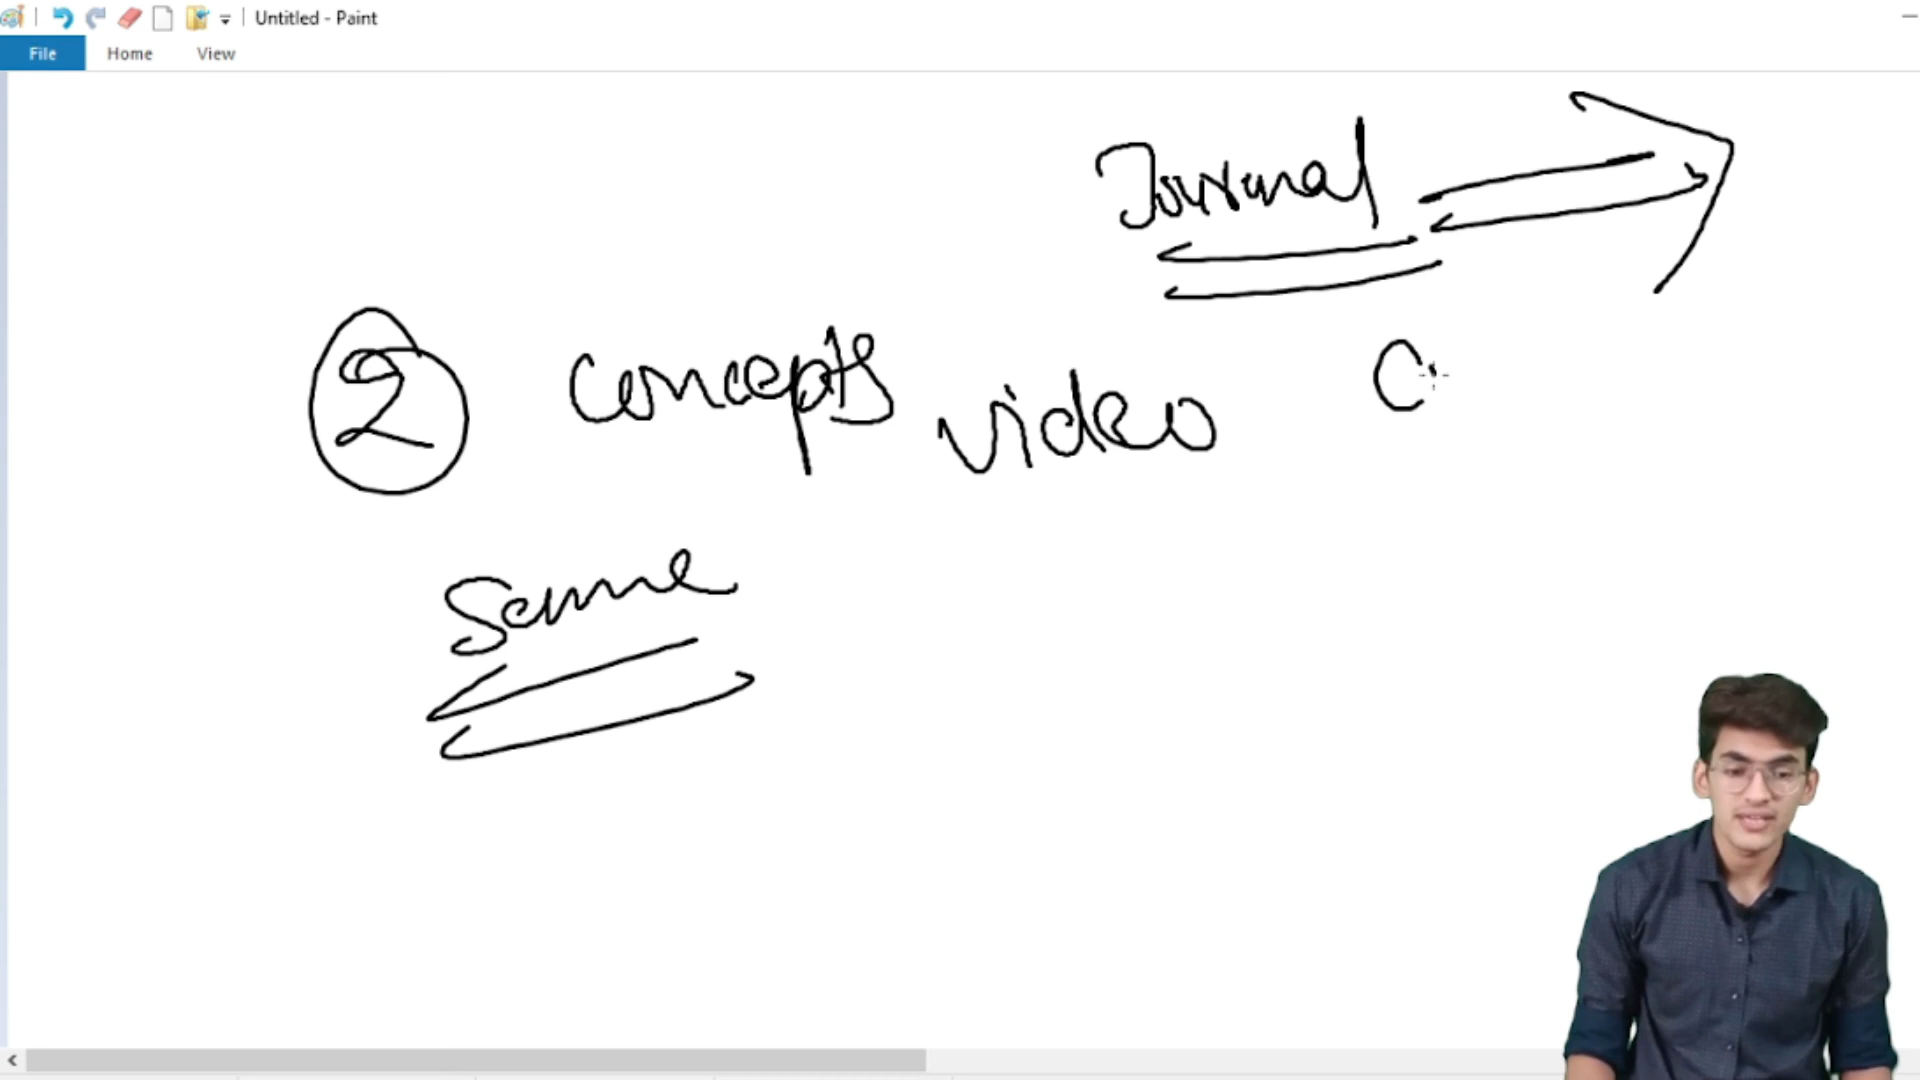 Untitled - Paint
File Home View
Journal
2 concepts video C
Same